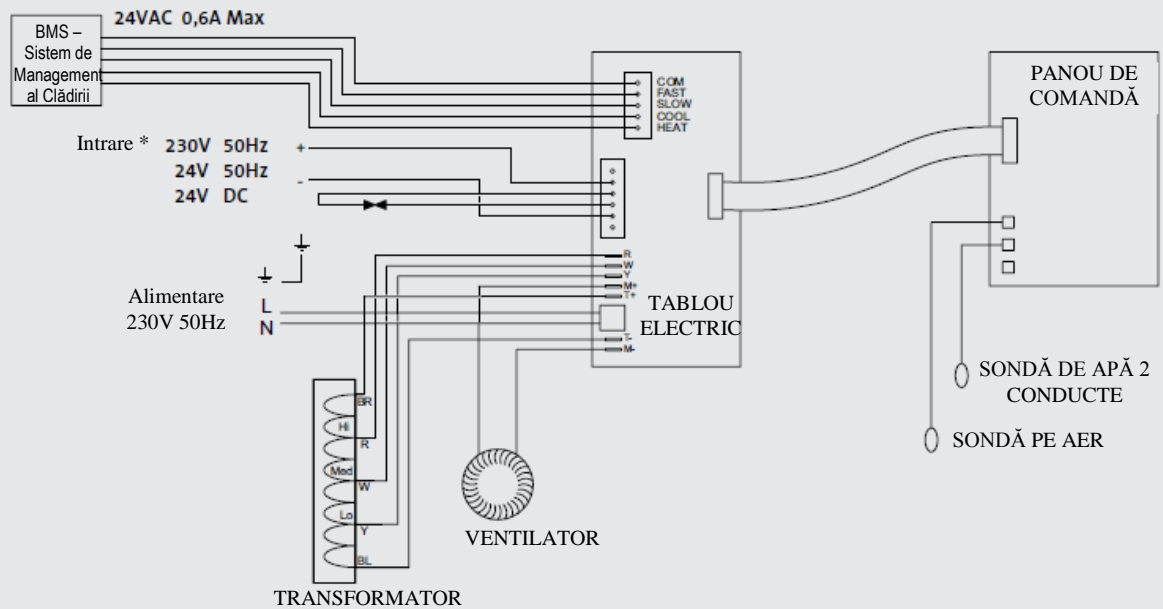 24VAC 0,6A Max
BMS –
Sistem de
Management
al Clădirii
COM
FAST
SLOW
COOL
HEAT
PANOU DE
COMANDĂ
Intrare * 230V 50Hz +
24V 50Hz -
24V DC
R
W
Y
M+
T+
Alimentare
230V 50Hz
L
N
TABLOU
ELECTRIC
T-
M-
SONDĂ DE APĂ 2
CONDUCTE
SONDĂ PE AER
BR
Hi
R
Med
W
Lo
Y
BL
VENTILATOR
TRANSFORMATOR